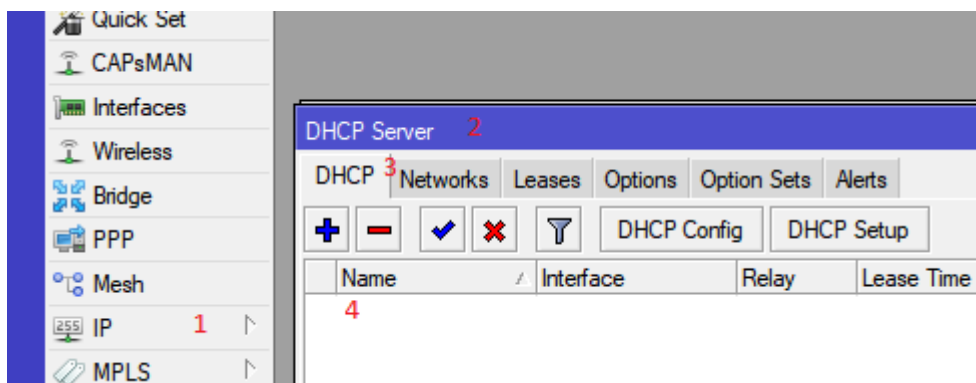 Quick Set
CAPsMAN
Interfaces
Wireless
Bridge
PPP
Mesh
255 IP 1
MPLS
DHCP Server 2
DHCP 3 Networks Leases Options Option Sets Alerts
DHCP Config DHCP Setup
Name Interface Relay Lease Time
4